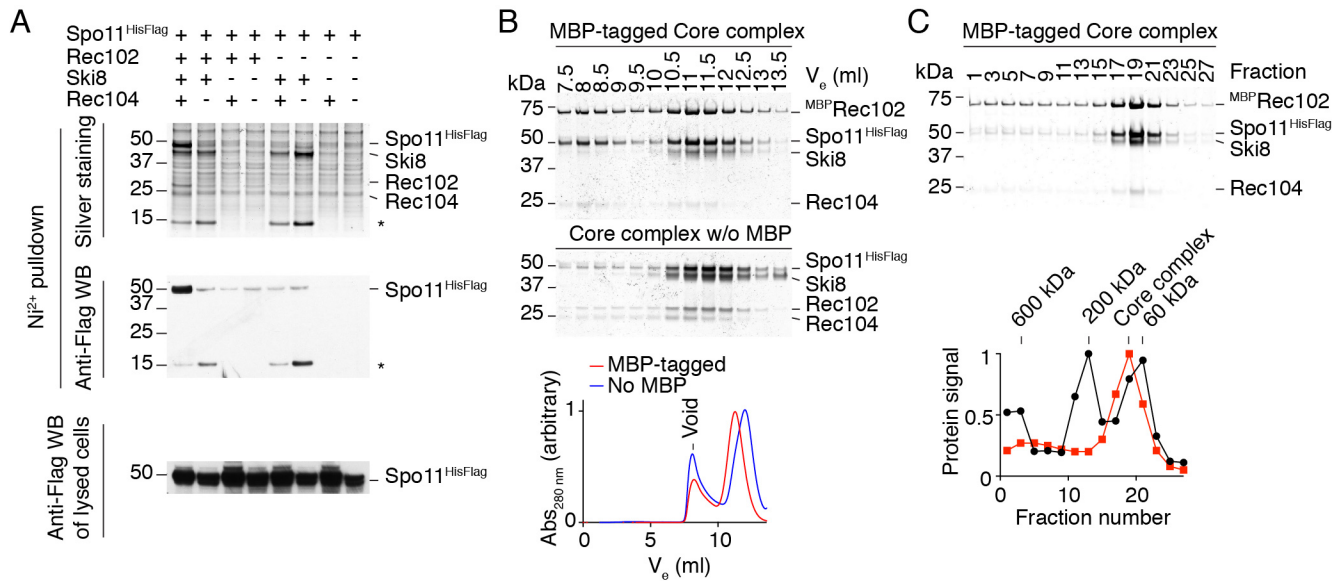 A
Spo11HisFlag + + + + + + + +
Rec102 + + + + - - - -
Ski8 + + - - + + - -
Rec104 + - + - + - + -
Ni2+ pulldown
Silver staining
50
37
25
15
Spo11HisFlag
Ski8
Rec102
Rec104
*
Anti-Flag WB
50
37
25
15
Spo11HisFlag
*
Anti-Flag WB
of lysed cells
50
Spo11HisFlag
B
MBP-tagged Core complex
kDa
7.5 8 8.5 9 9.5 10 10.5 11 11.5 12 12.5 13 13.5
Ve (ml)
75
50
37
25
MBPRec102
Spo11HisFlag
Ski8
Rec104
Core complex w/o MBP
50
37
25
Spo11HisFlag
Ski8
Rec102
Rec104
MBP-tagged
No MBP
Void
Abs280 nm (arbitrary)
1
0
0 5 10
Ve (ml)
C
MBP-tagged Core complex
kDa
1 3 5 7 9 11 13 15 17 19 21 23 25 27
Fraction
75
50
37
25
MBPRec102
Spo11HisFlag
Ski8
Rec104
600 kDa
200 kDa
Core complex
60 kDa
Protein signal
1
0.5
0
0 10 20
Fraction number